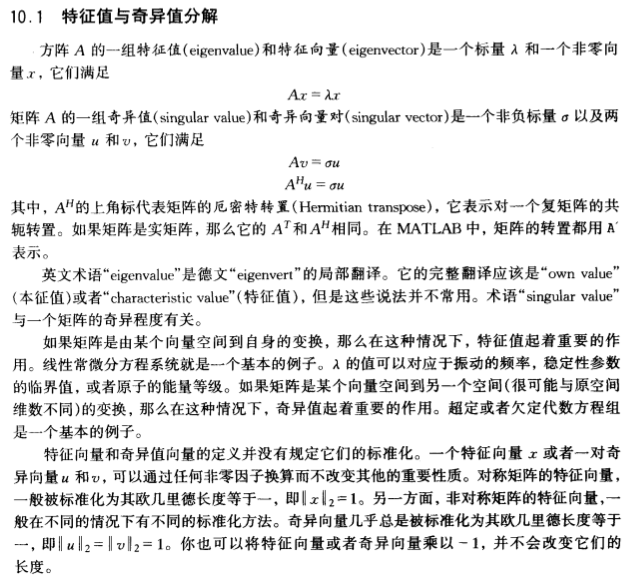 10.1 特征值与奇异值分解
方阵 A 的一组特征值(eigenvalue)和特征向量(eigenvector)是一个标量 λ 和一个非零向
量 x，它们满足
Ax = λx
矩阵 A 的一组奇异值(singular value)和奇异向量对(singular vector)是一个非负标量 σ 以及两
个非零向量 u 和 v，它们满足
Av = σu
A^H u = σu
其中，A^H的上角标代表矩阵的厄密特转置(Hermitian transpose)，它表示对一个复矩阵的共
轭转置。如果矩阵是实矩阵，那么它的 A^T和A^H相同。在 MATLAB 中，矩阵的转置都用 A′
表示。
英文术语“eigenvalue”是德文“eigenvert”的局部翻译。它的完整翻译应该是“own value”
(本征值)或者“characteristic value”(特征值)，但是这些说法并不常用。术语“singular value”
与一个矩阵的奇异程度有关。
如果矩阵是由某个向量空间到自身的变换，那么在这种情况下，特征值起着重要的作
用。线性常微分方程系统就是一个基本的例子。λ 的值可以对应于振动的频率，稳定性参数
的临界值，或者原子的能量等级。如果矩阵是某个向量空间到另一个空间(很可能与原空间
维数不同)的变换，那么在这种情况下，奇异值起着重要的作用。超定或者欠定代数方程组
是一个基本的例子。
特征向量和奇异值向量的定义并没有规定它们的标准化。一个特征向量 x 或者一对奇
异向量 u 和 v，可以通过任何非零因子换算而不改变其他的重要性质。对称矩阵的特征向量，
一般被标准化为其欧几里德长度等于一，即‖x‖₂=1。另一方面，非对称矩阵的特征向量，一
般在不同的情况下有不同的标准化方法。奇异向量几乎总是被标准化为其欧几里德长度等于
一，即‖u‖₂=‖v‖₂=1。你也可以将特征向量或者奇异向量乘以 -1，并不会改变它们的
长度。